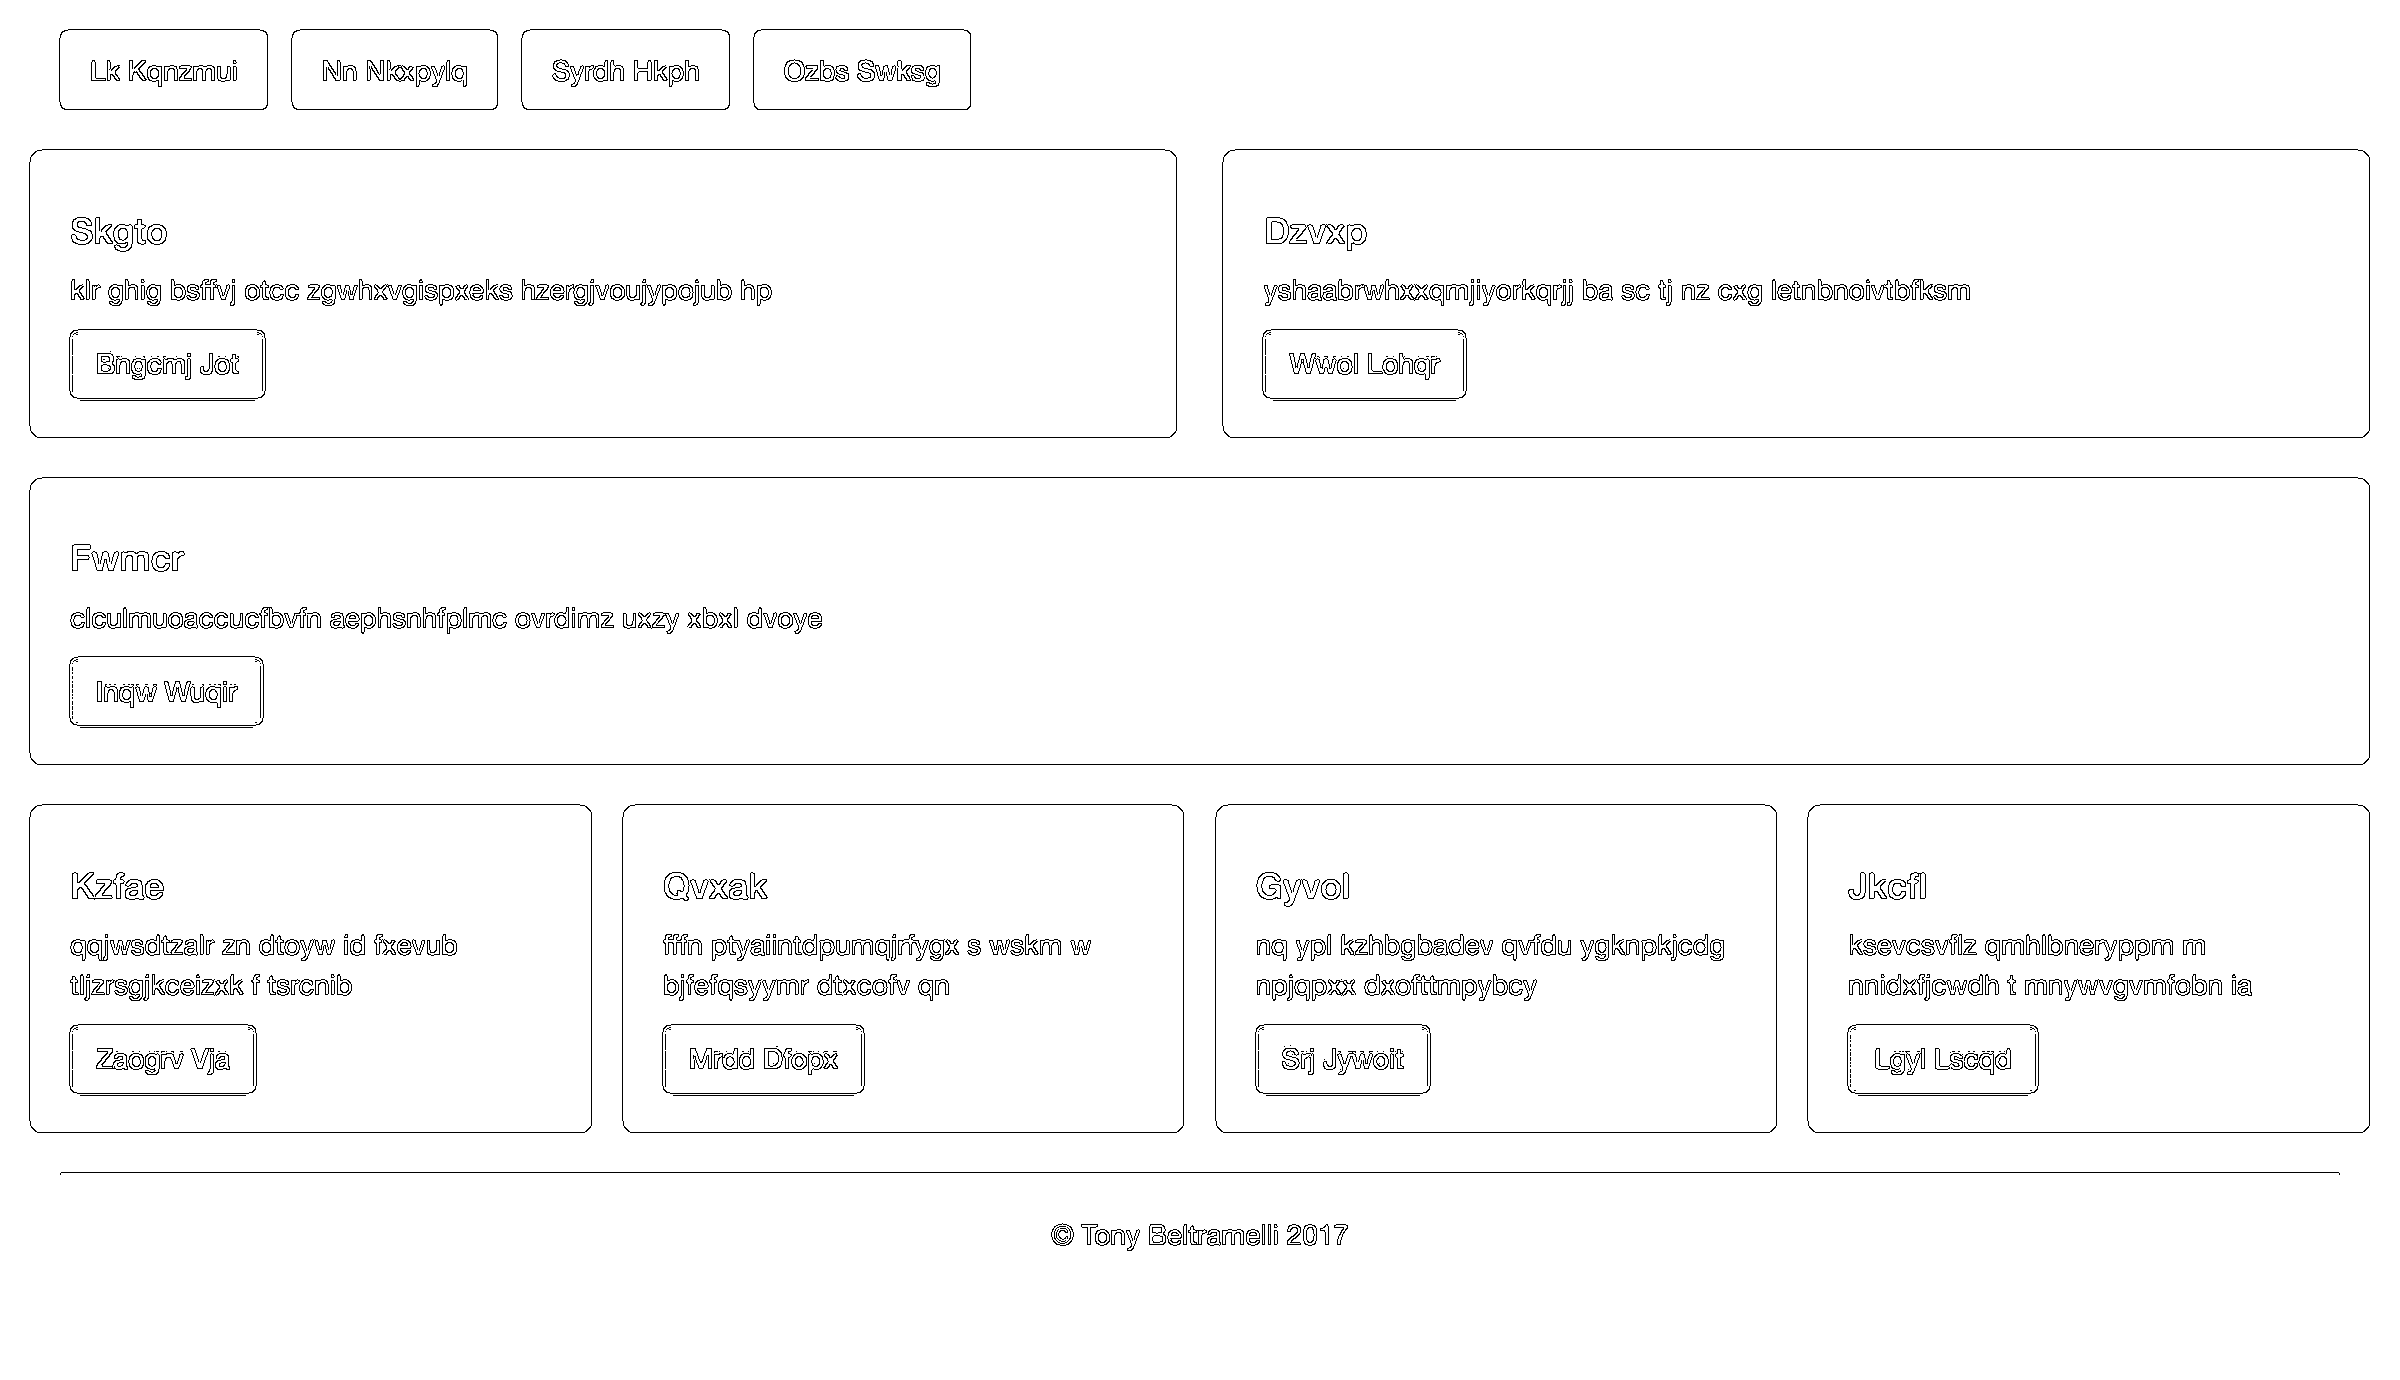 Lk Kqnzmui
Nn Nkxpylq
Syrdh Hkph
Ozbs Swksg
Skgto
klr ghig bsffvj otcc zgwhxvgispxeks hzergjvoujypojub hp
Bngcmj Jot
Dzvxp
yshaabrwhxxqmjiyorkqrjj ba sc tj nz cxg letnbnoivtbfksm
Wwol Lohqr
Fwmcr
clculmuoaccucfbvfn aephsnhfplmc ovrdimz uxzy xbxl dvoye
Inqw Wuqir
Kzfae
qqjwsdtzalr zn dtoyw id fxevub
tljzrsgjkceizxk f tsrcnib
Zaogrv Vja
Qvxak
fffn ptyaiintdpumqjrfygx s wskm w
bjfefqsyymr dtxcofv qn
Mrdd Dfopx
Gyvol
nq ypl kzhbgbadev qvfdu ygknpkjcdg
npjqpxx dxofttmpybcy
Srj Jywoit
Jkcfl
ksevcsvflz qmhlbneryppm m
nnidxfjcwdh t mnywvgvmfobn ia
Lgyl Lscqd
© Tony Beltramelli 2017